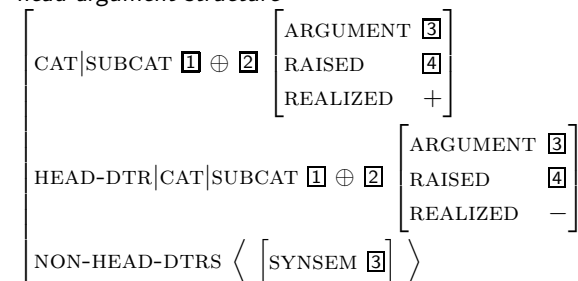 head-argument-structure
ARGUMENT 3
CAT|SUBCAT 1 ⊕ 2 RAISED 4
REALIZED +
ARGUMENT 3
HEAD-DTR|CAT|SUBCAT 1 ⊕ 2 RAISED 4
REALIZED −
NON-HEAD-DTRS ⟨ [SYNSEM 3] ⟩